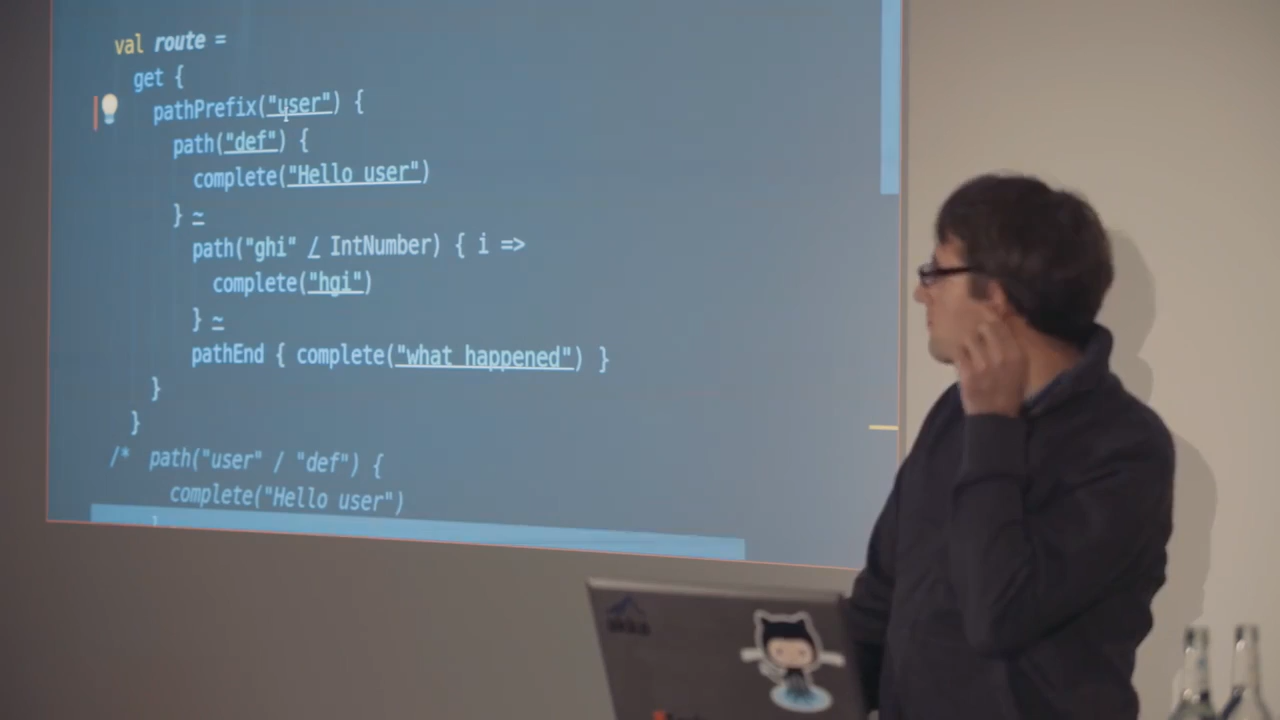 val route =
get {
pathPrefix("user") {
path("def") {
complete("Hello user")
} ~
path("ghi" / IntNumber) { i =>
complete("hgi")
} ~
pathEnd { complete("what happened") }
}
}
/* path("user" / "def") {
complete("Hello user")
}
akka